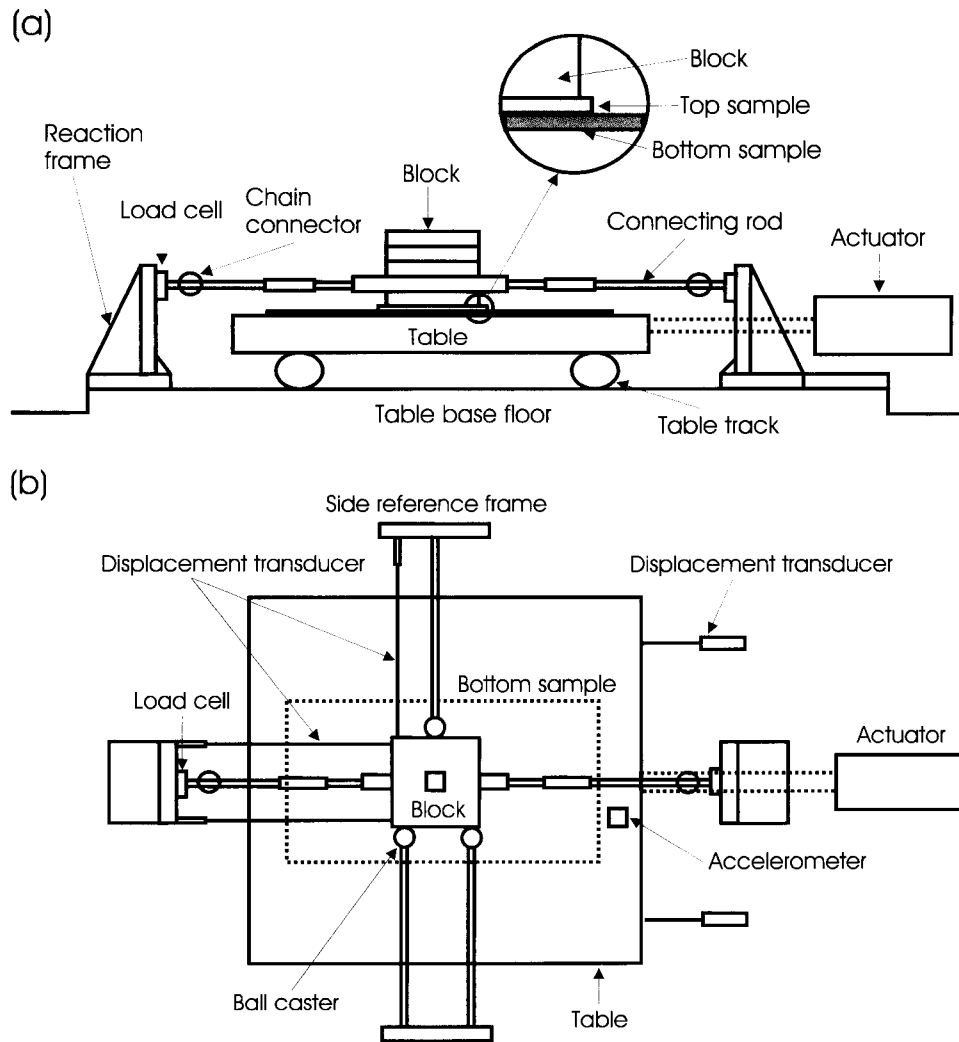 (a)
Block
Top sample
Bottom sample
Reaction
frame
Load cell
Chain
connector
Block
Connecting rod
Actuator
Table
Table base floor
Table track
(b)
Side reference frame
Displacement transducer
Displacement transducer
Load cell
Bottom sample
Actuator
Block
Accelerometer
Ball caster
Table